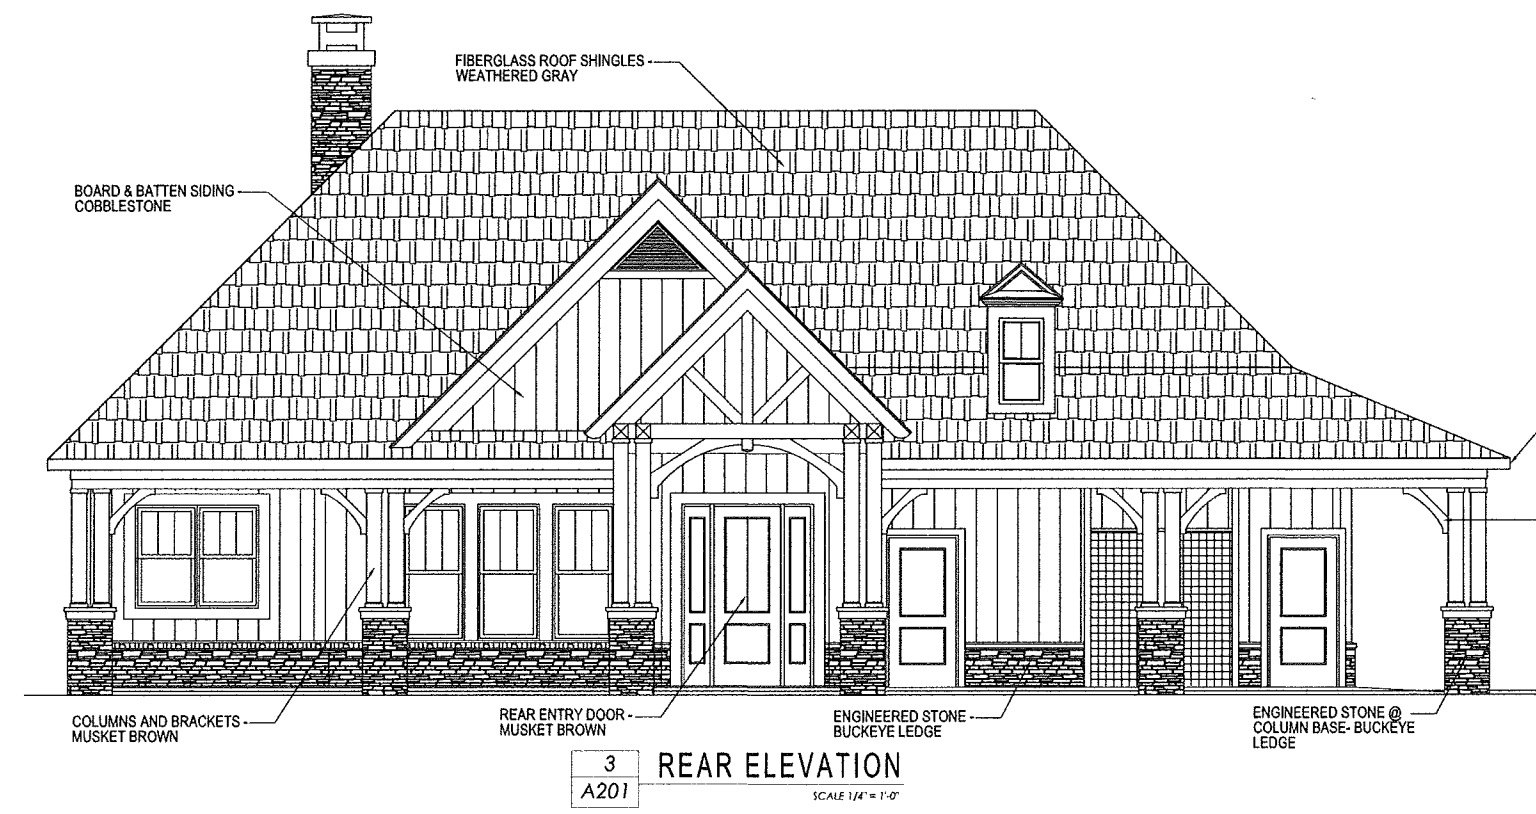 FIBERGLASS ROOF SHINGLES
WEATHERED GRAY
BOARD & BATTEN SIDING
COBBLESTONE
COLUMNS AND BRACKETS
MUSKET BROWN
REAR ENTRY DOOR
MUSKET BROWN
ENGINEERED STONE
BUCKEYE LEDGE
ENGINEERED STONE @
COLUMN BASE- BUCKEYE
LEDGE
3
A201
REAR ELEVATION
SCALE 1/4" = 1'-0"